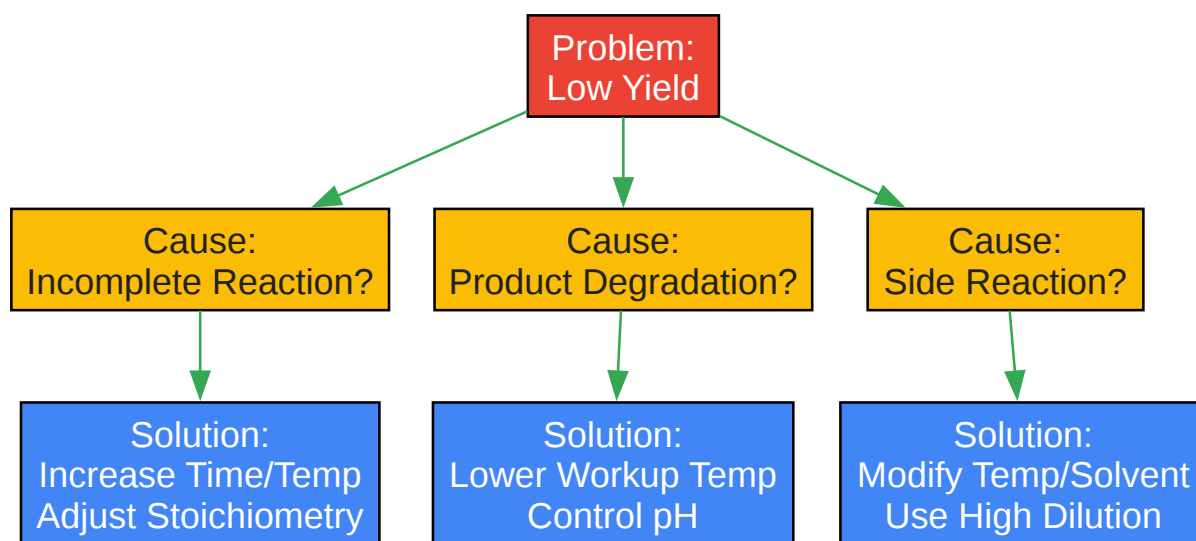 Problem:
Low Yield
Cause:
Incomplete Reaction?
Cause:
Product Degradation?
Cause:
Side Reaction?
Solution:
Increase Time/Temp
Adjust Stoichiometry
Solution:
Lower Workup Temp
Control pH
Solution:
Modify Temp/Solvent
Use High Dilution